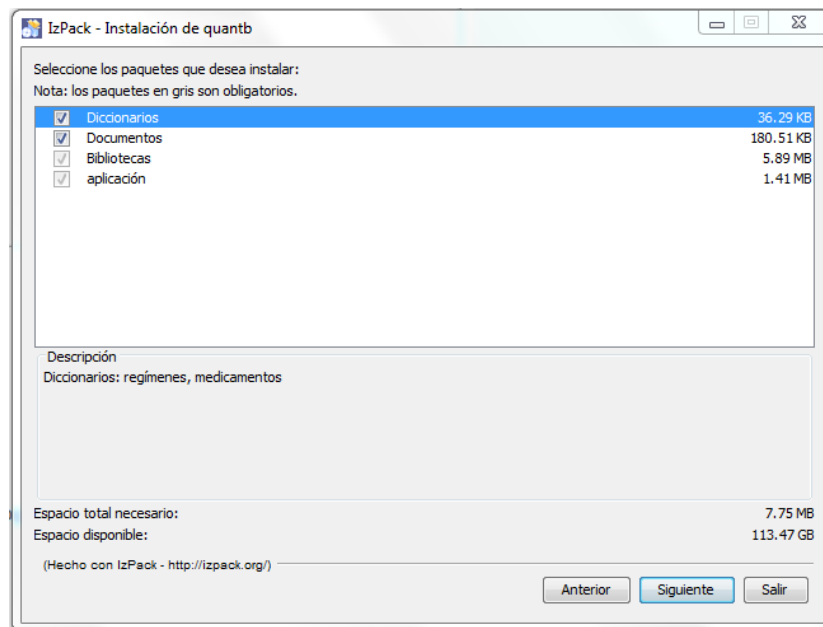 IzPack - Instalación de quantb
Seleccione los paquetes que desea instalar:
Nota: los paquetes en gris son obligatorios.
Diccionarios 36.29 KB
Documentos 180.51 KB
Bibliotecas 5.89 MB
aplicación 1.41 MB
Descripción
Diccionarios: regímenes, medicamentos
Espacio total necesario: 7.75 MB
Espacio disponible: 113.47 GB
(Hecho con IzPack - http://izpack.org/)
Anterior Siguiente Salir